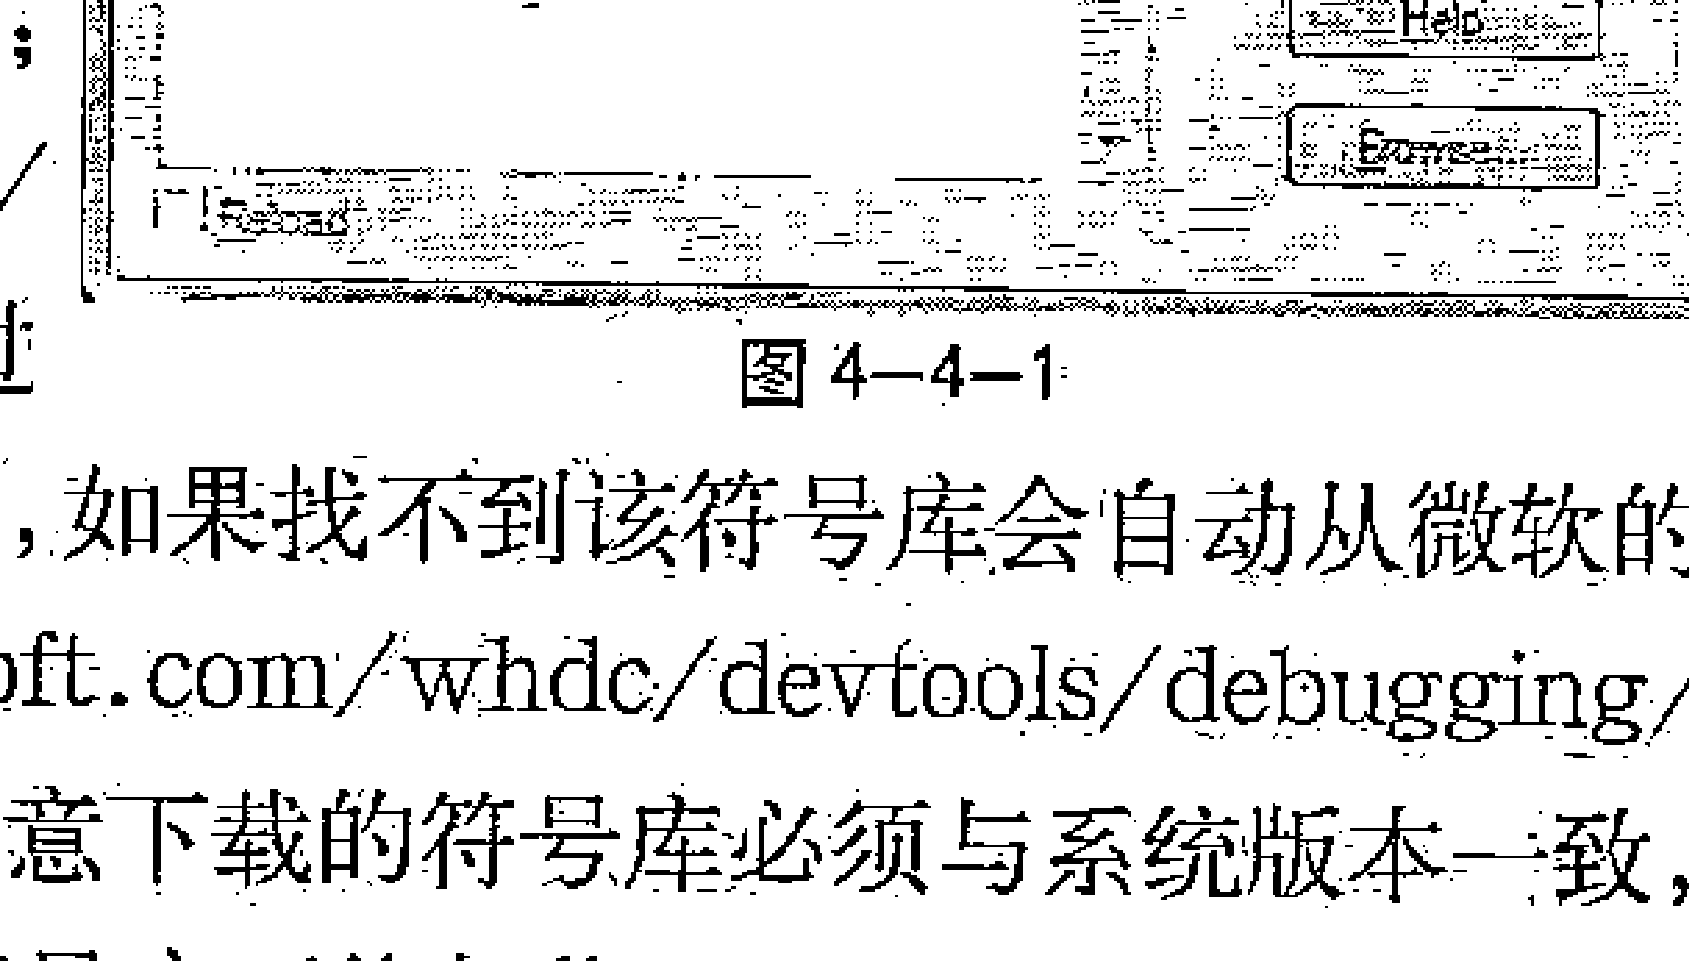 Help
Browse
Reload
图 4-4-1
，如果找不到该符号库会自动从微软的
oft.com/whdc/devtools/debugging/
意下载的符号库必须与系统版本一致，